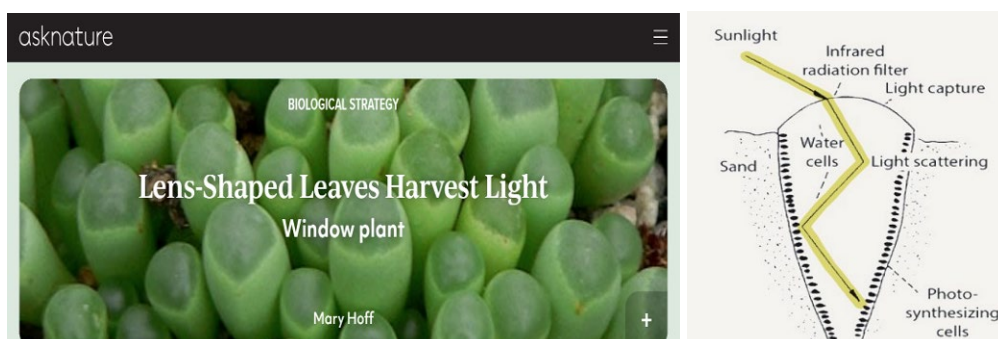 asknature
BIOLOGICAL STRATEGY
Lens-Shaped Leaves Harvest Light
Window plant
Mary Hoff
+
Sunlight
Infrared
radiation filter
Light capture
Water
cells
Sand
Light scattering
Photo-
synthesizing
cells